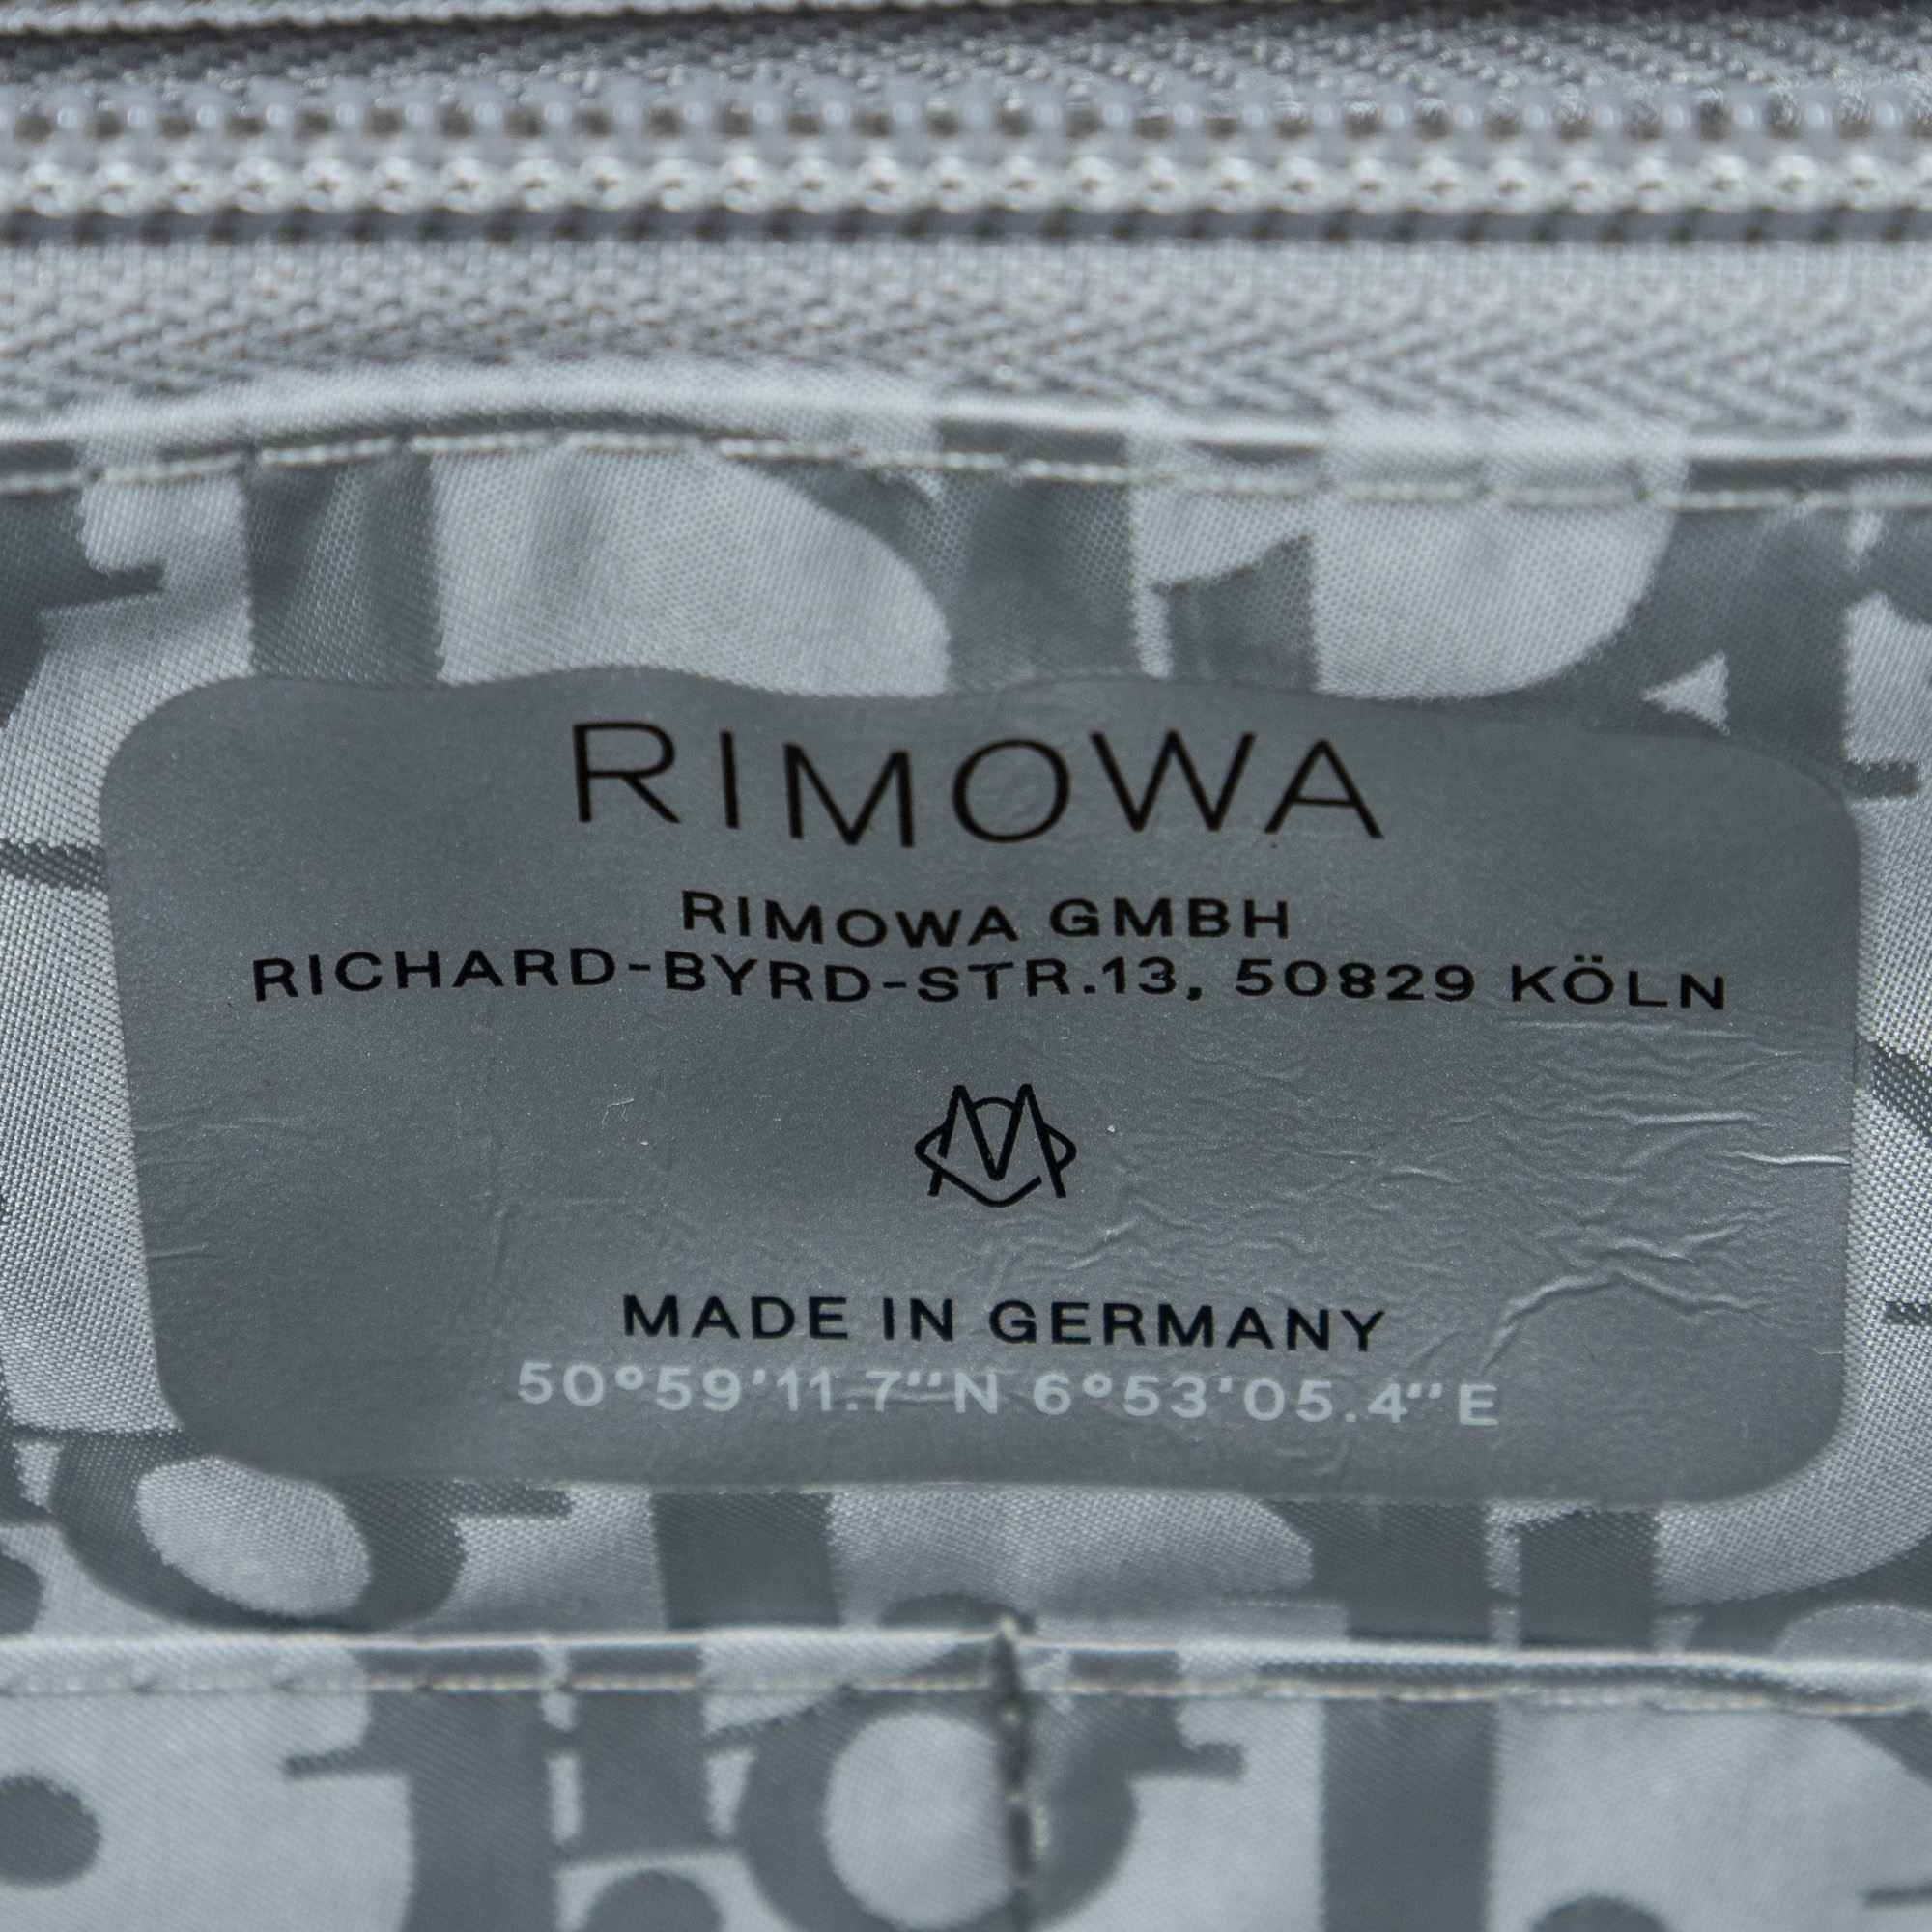 RIMOWA
RIMOWA GMBH
RICHARD-BYRD-STR.13, 50829 KÖLN
MADE IN GERMANY
50°59'11.7"N 6°53'05.4"E